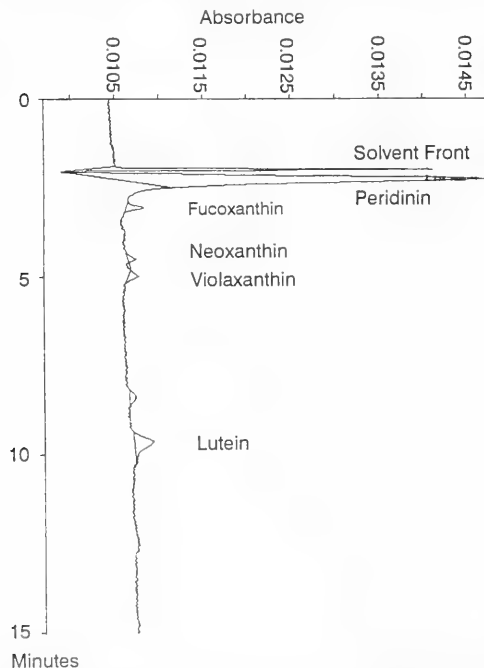 Absorbance
0.0105
0.0115
0.0125
0.0135
0.0145
0
Solvent Front
Peridinin
Fucoxanthin
Neoxanthin
5
Violaxanthin
Lutein
10
15
Minutes